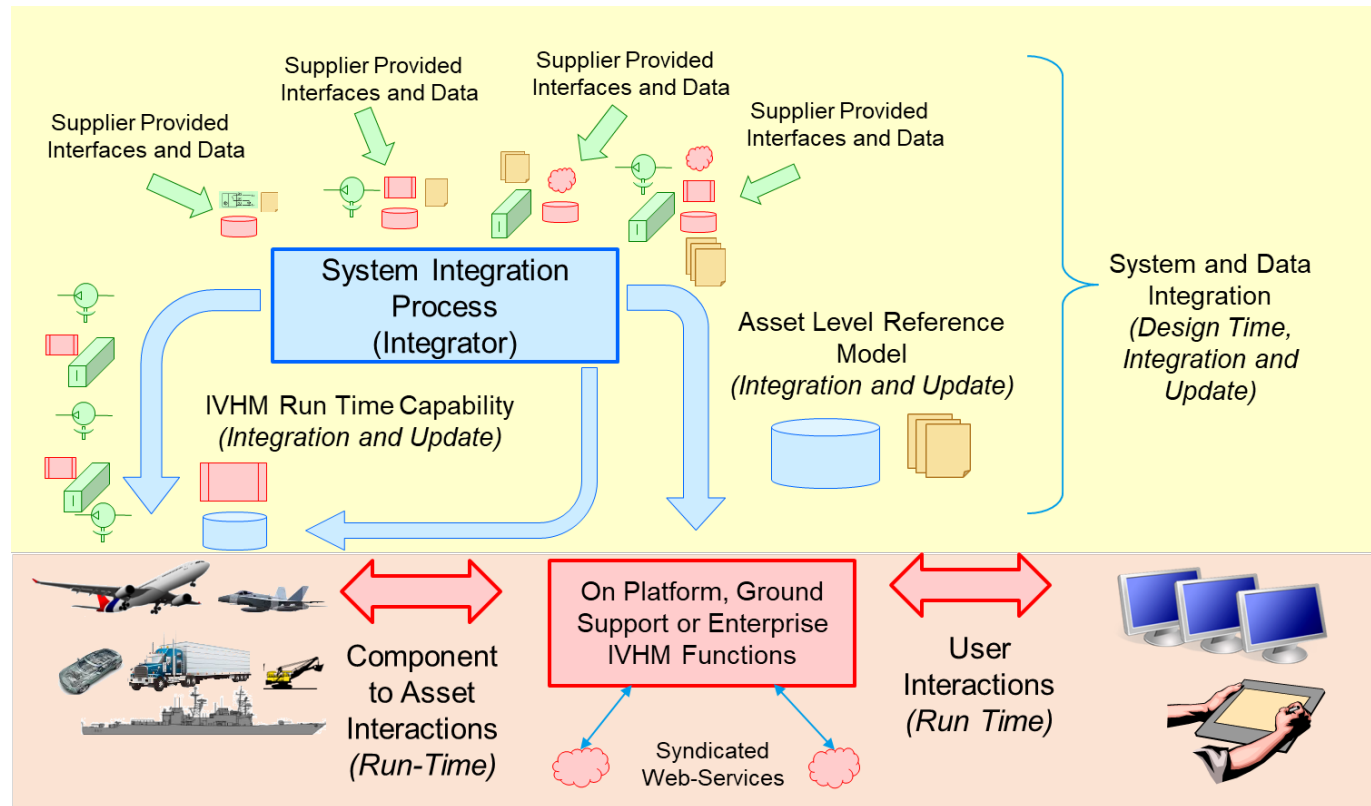 Supplier Provided
Interfaces and Data
Supplier Provided
Interfaces and Data
Supplier Provided
Interfaces and Data
Supplier Provided
Interfaces and Data
System Integration
Process
(Integrator)
System and Data
Integration
(Design Time,
Integration and
Update)
Asset Level Reference
Model
(Integration and Update)
IVHM Run Time Capability
(Integration and Update)
On Platform, Ground
Support or Enterprise
IVHM Functions
Component
to Asset
Interactions
(Run-Time)
User
Interactions
(Run Time)
Syndicated
Web-Services